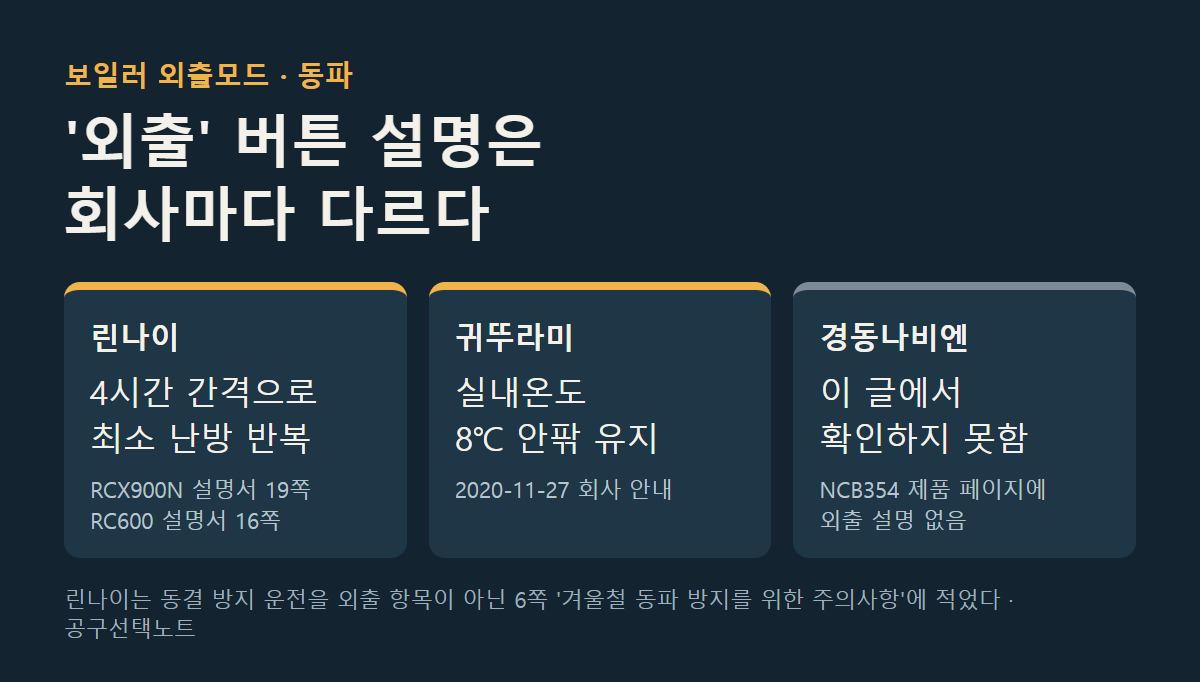 보일러 외출모드 · 동파
'외출' 버튼 설명은
회사마다 다르다
린나이
4시간 간격으로
최소 난방 반복
RCX900N 설명서 19쪽
RC600 설명서 16쪽
귀뚜라미
실내온도
8℃ 안팎 유지
2020-11-27 회사 안내
경동나비엔
이 글에서
확인하지 못함
NCB354 제품 페이지에
외출 설명 없음
린나이는 동결 방지 운전을 외출 항목이 아닌 6쪽 '겨울철 동파 방지를 위한 주의사항'에 적었다 ·
공구선택노트